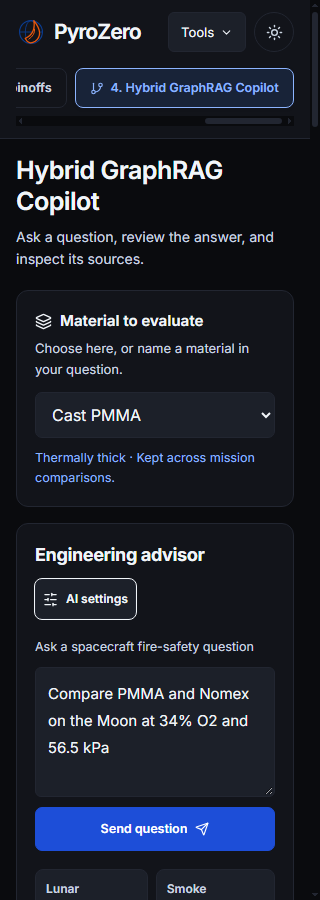 PyroZero
Tools
4. Hybrid GraphRAG Copilot
Hybrid GraphRAG
Copilot
Ask a question, review the answer, and
inspect its sources.
Material to evaluate
Choose here, or name a material in
your question.
Cast PMMA
Thermally thick · Kept across mission
comparisons.
Engineering advisor
AI settings
Ask a spacecraft fire-safety question
Compare PMMA and Nomex
on the Moon at 34% O2 and
56.5 kPa
Send question
Lunar
Smoke